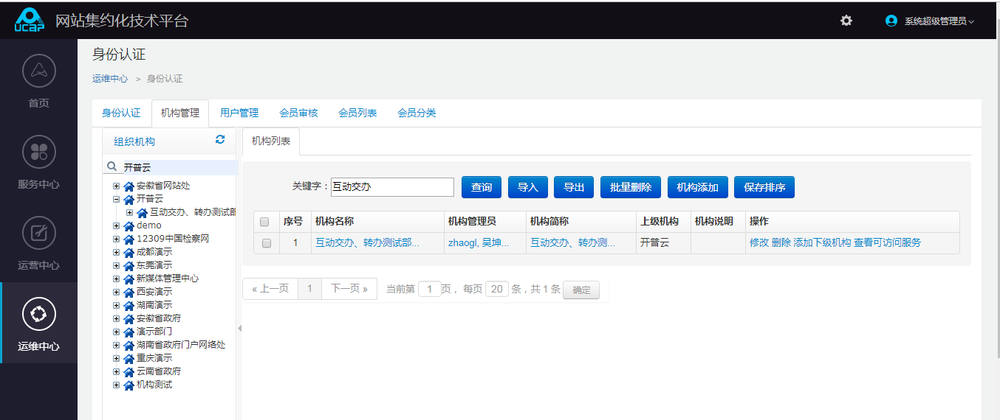 UCAP 网站集约化技术平台 系统超级管理员
首页
服务中心
运营中心
运维中心
身份认证
运维中心 > 身份认证
身份认证 机构管理 用户管理 会员审核 会员列表 会员分类
组织机构
开普云
安徽省网站处
开普云
互动交办、转办测试部
demo
12309中国检察网
成都演示
东莞演示
新媒体管理中心
西安演示
湖南演示
安徽省政府
演示部门
湖南省政府门户网络处
重庆演示
云南省政府
机构测试
机构列表
关键字：互动交办 查询 导入 导出 批量删除 机构添加 保存排序
序号 机构名称 机构管理员 机构简称 上级机构 机构说明 操作
1 互动交办、转办测试部... zhaogl, 吴坤... 互动交办、转办测... 开普云 修改 删除 添加下级机构 查看可访问服务
« 上一页 1 下一页 » 当前第 1 页， 每页 20 条，共 1 条 确定